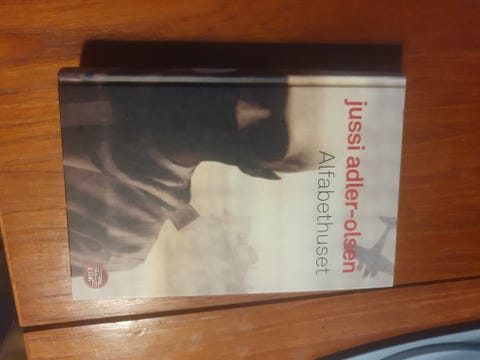 jussi adler-olsen
Alfabethuset